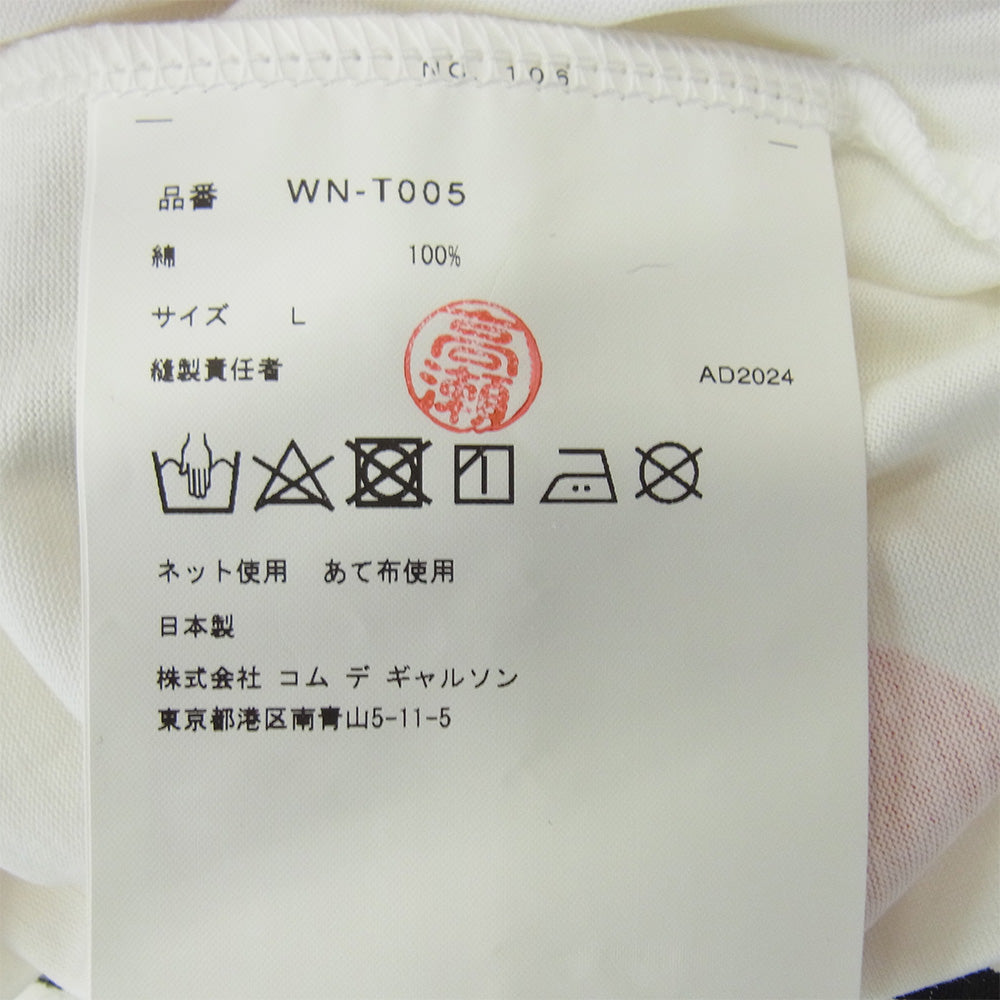 NO. 105
品番 WN-T005
綿 100%
サイズ L
縫製責任者
高瀬
AD2024
ネット使用 あて布使用
日本製
株式会社 コム デ ギャルソン
東京都港区南青山5-11-5